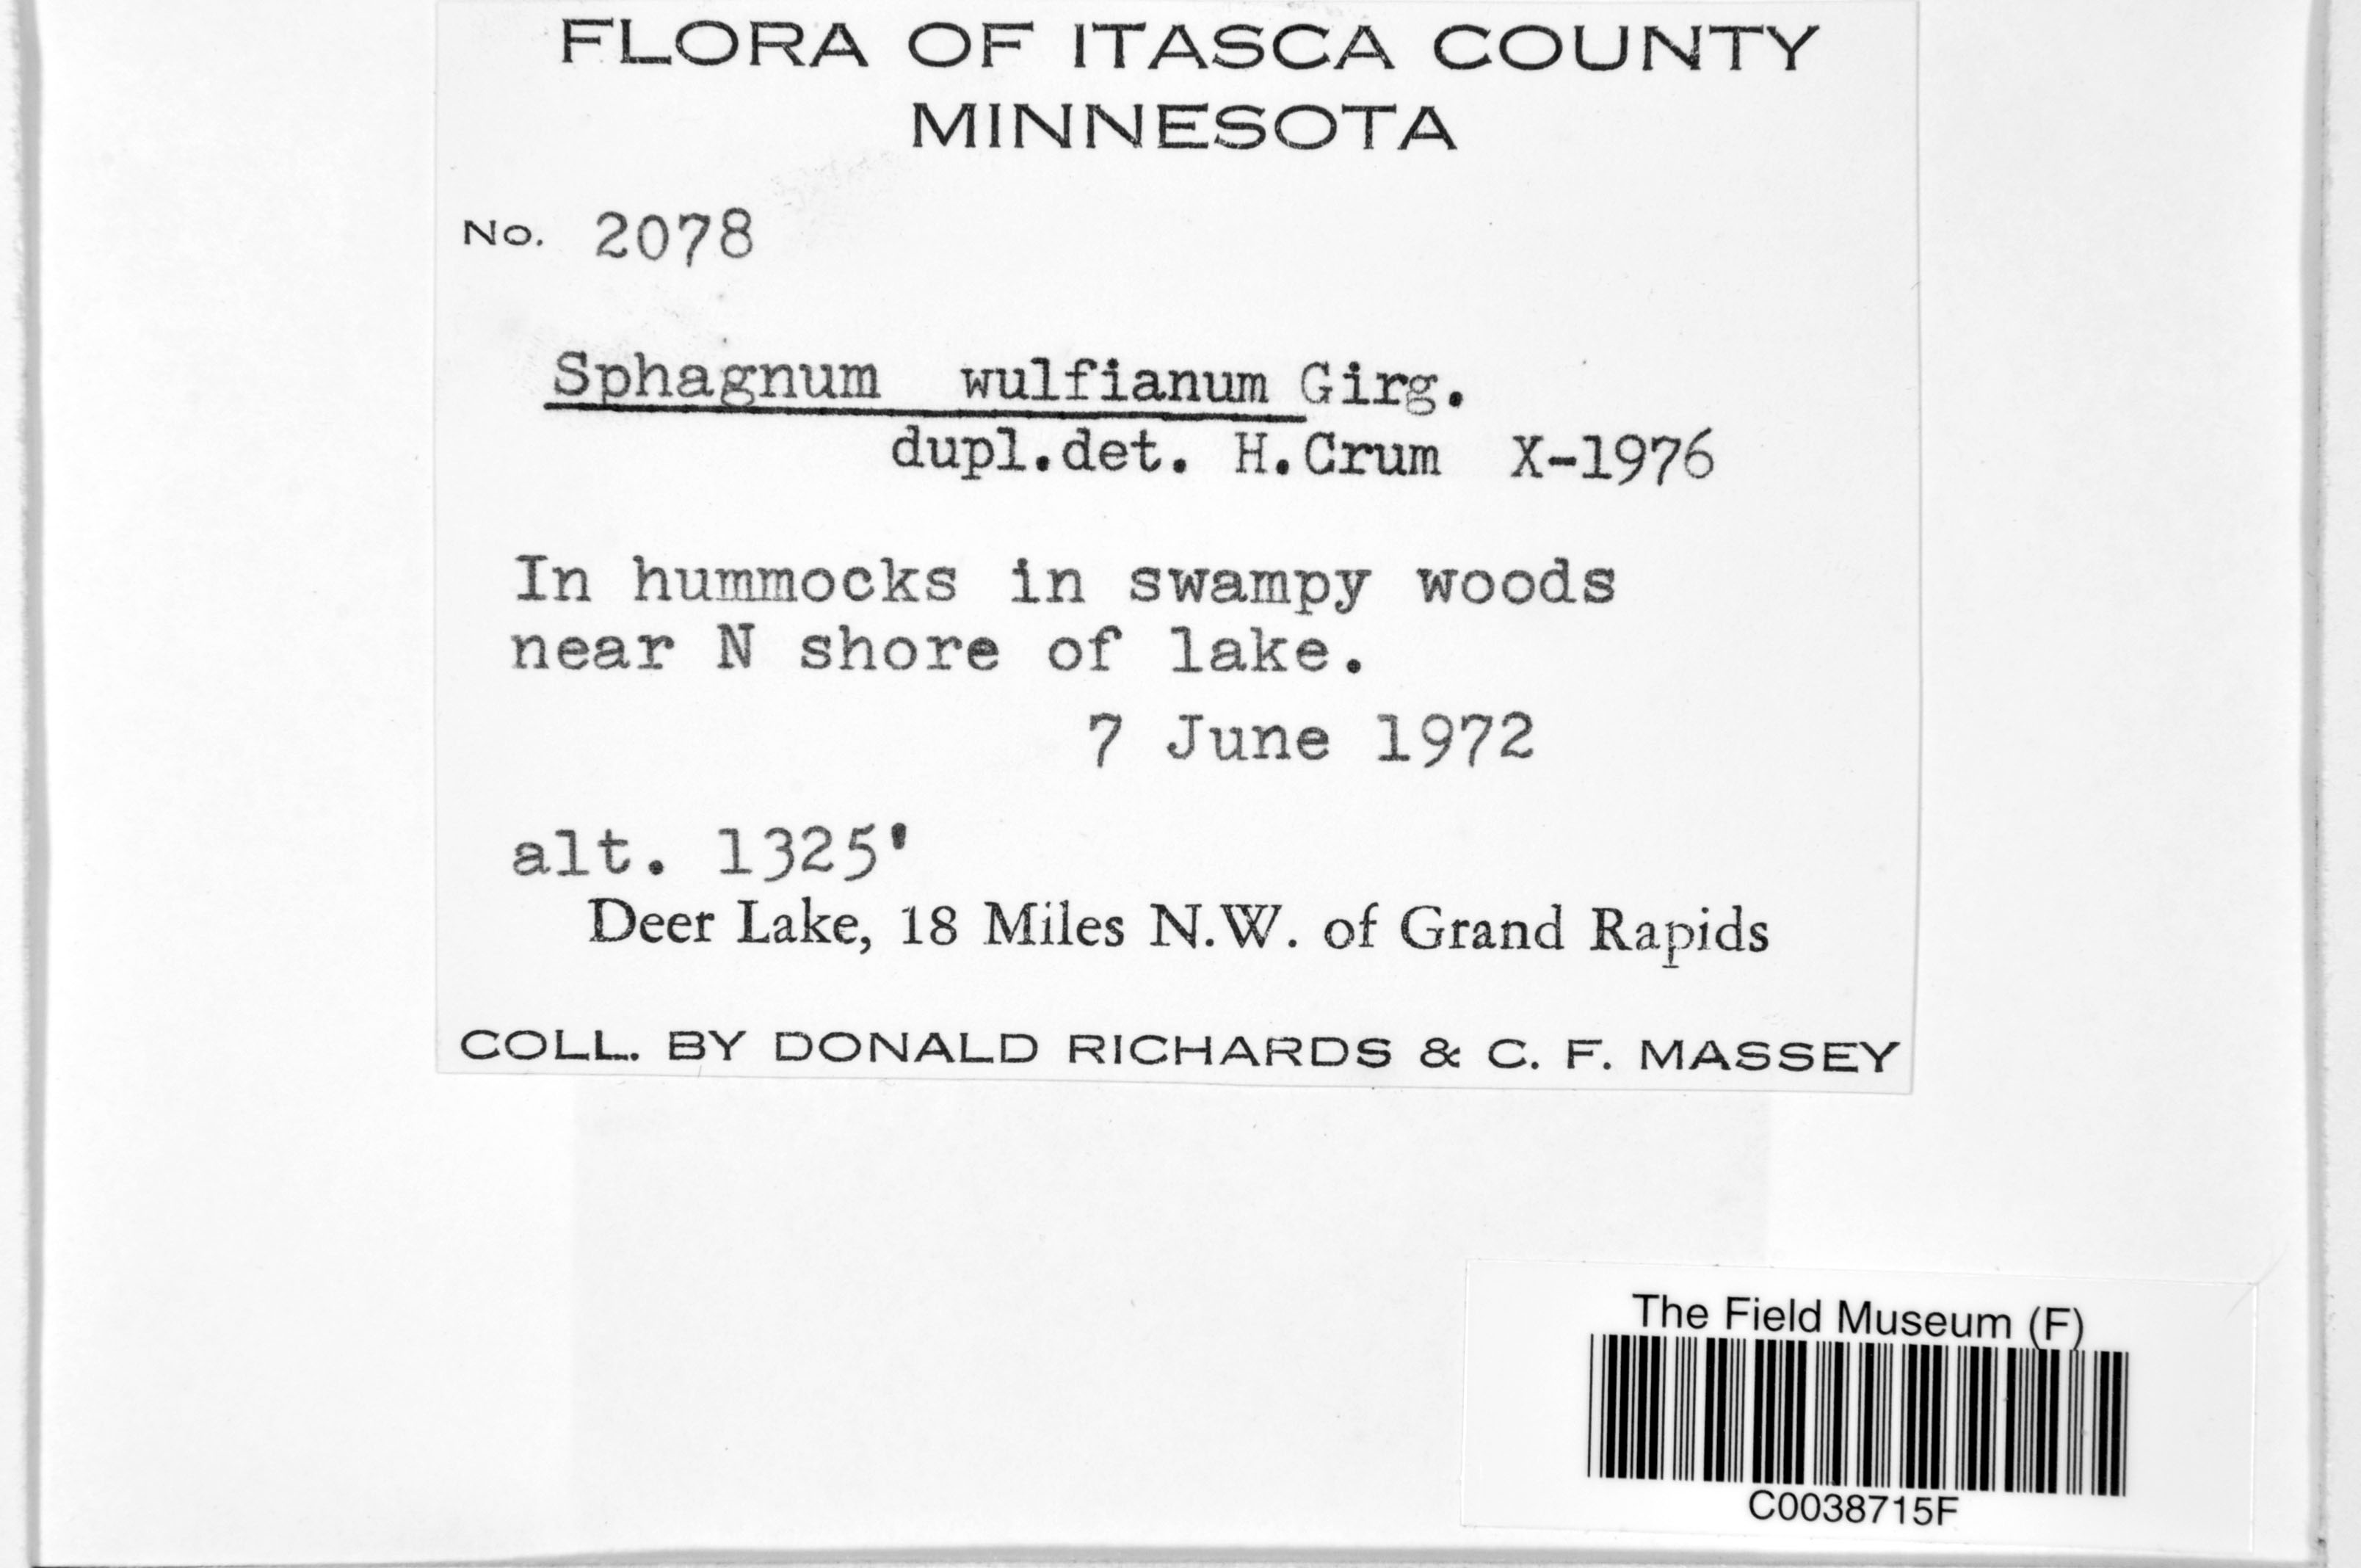 FLORA OF ITASCA COUNTY
MINNESOTA
No. 2078
Sphagnum wulfianum Girg.
dupl.det. H.Crum X-1976
In hummocks in swampy woods
near N shore of lake.
7 June 1972
alt. 1325'
Deer Lake, 18 Miles N.W. of Grand Rapids
COLL. BY DONALD RICHARDS & C. F. MASSEY
The Field Museum (F)
C0038715F